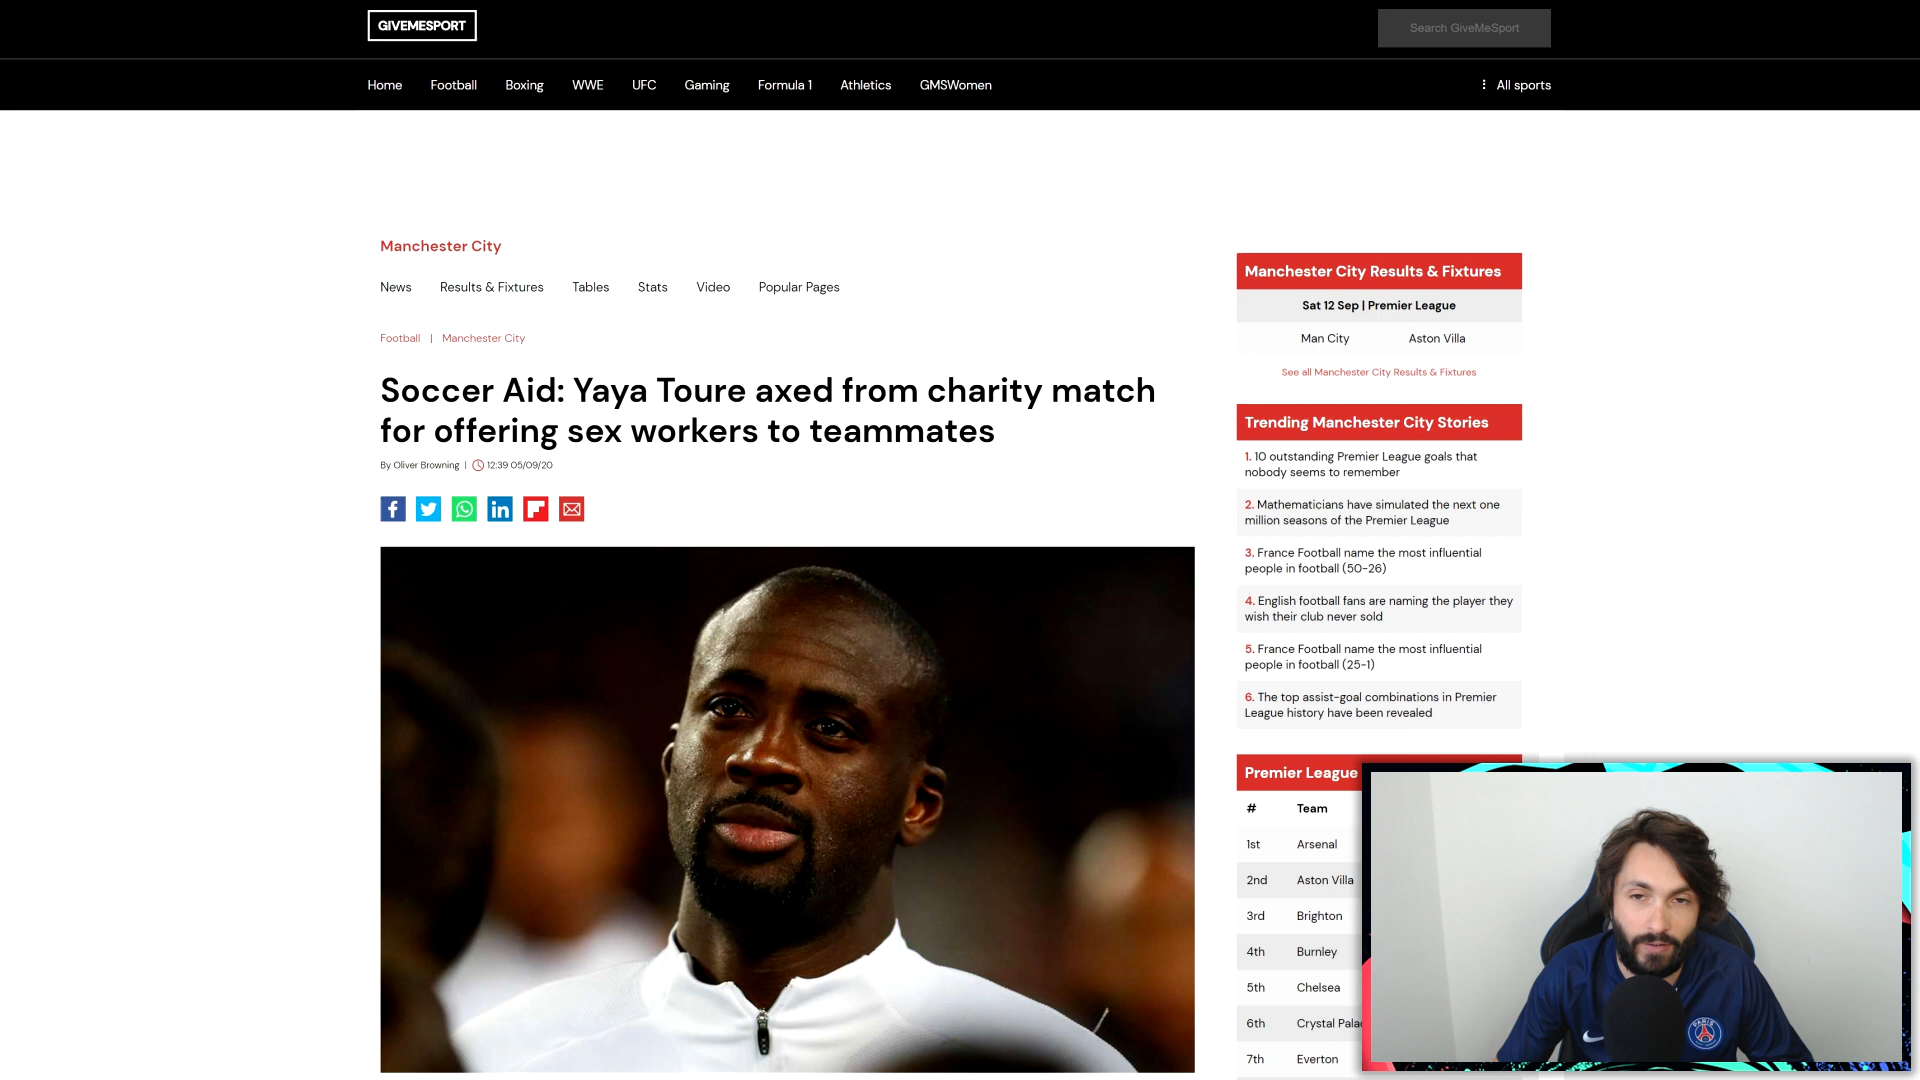 GIVEMESPORT
Search GiveMeSport
Home Football Boxing WWE UFC Gaming Formula 1 Athletics GMSWomen
All sports
Manchester City
News Results & Fixtures Tables Stats Video Popular Pages
Football | Manchester City
Soccer Aid: Yaya Toure axed from charity match
for offering sex workers to teammates
By Oliver Browning | 12:39 05/09/20
Manchester City Results & Fixtures
Sat 12 Sep | Premier League
Man City Aston Villa
See all Manchester City Results & Fixtures
Trending Manchester City Stories
1. 10 outstanding Premier League goals that
nobody seems to remember
2. Mathematicians have simulated the next one
million seasons of the Premier League
3. France Football name the most influential
people in football (50-26)
4. English football fans are naming the player they
wish their club never sold
5. France Football name the most influential
people in football (25-1)
6. The top assist-goal combinations in Premier
League history have been revealed
Premier League
# Team
1st Arsenal
2nd Aston Villa
3rd Brighton
4th Burnley
5th Chelsea
6th Crystal Pala
7th Everton
PARIS